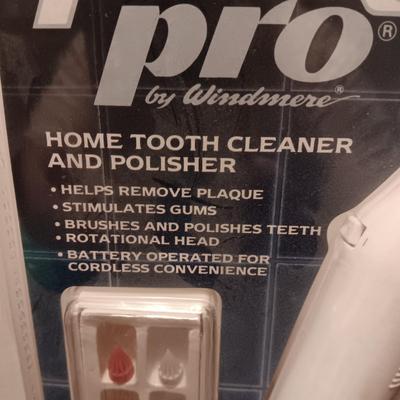 pro®
by Windmere®
HOME TOOTH CLEANER
AND POLISHER
• HELPS REMOVE PLAQUE
• STIMULATES GUMS
• BRUSHES AND POLISHES TEETH
• ROTATIONAL HEAD
• BATTERY OPERATED FOR
CORDLESS CONVENIENCE